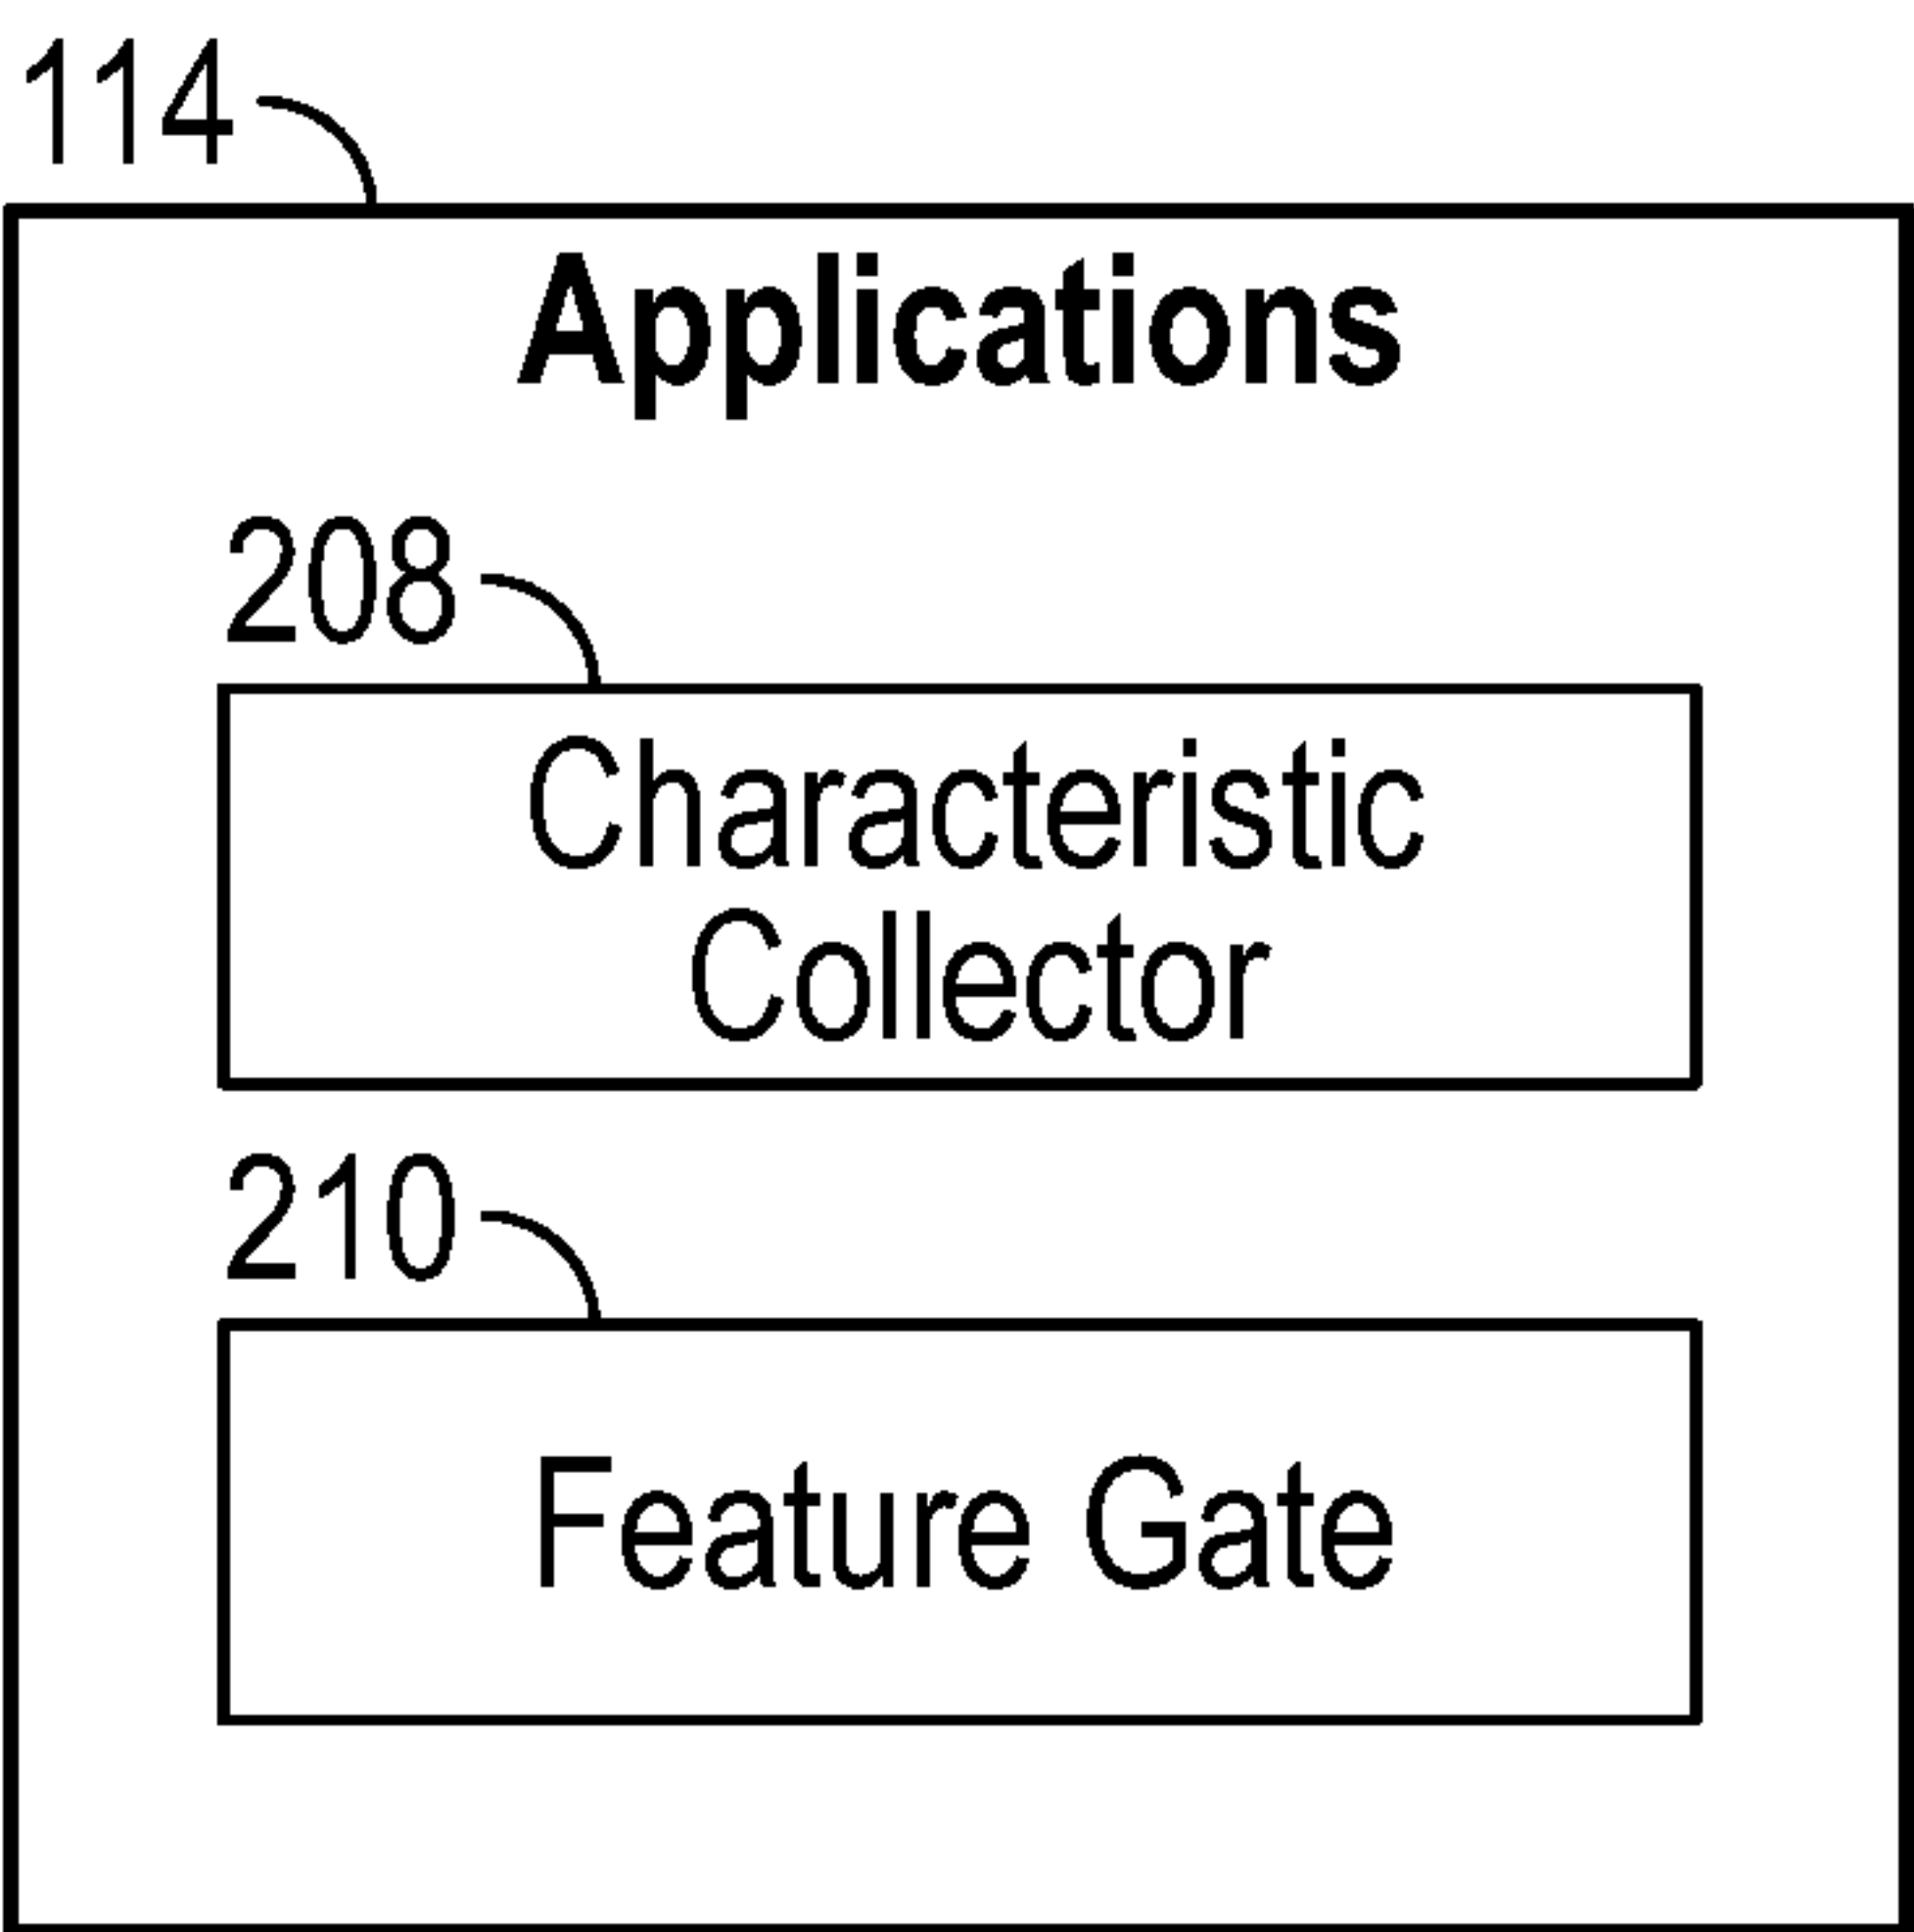 114
Applications
208
Characteristic
Collector
210
Feature Gate